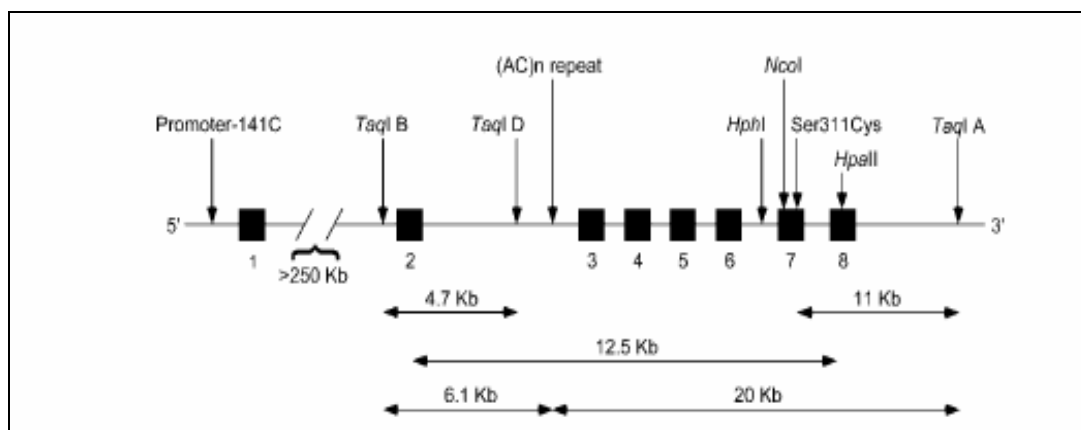 (AC)n repeat
NcoI
Promoter-141C
TaqI B
TaqI D
HphI
Ser311Cys
TaqI A
HpaII
5'
3'
1
2
3
4
5
6
7
8
>250 Kb
4.7 Kb
11 Kb
12.5 Kb
6.1 Kb
20 Kb